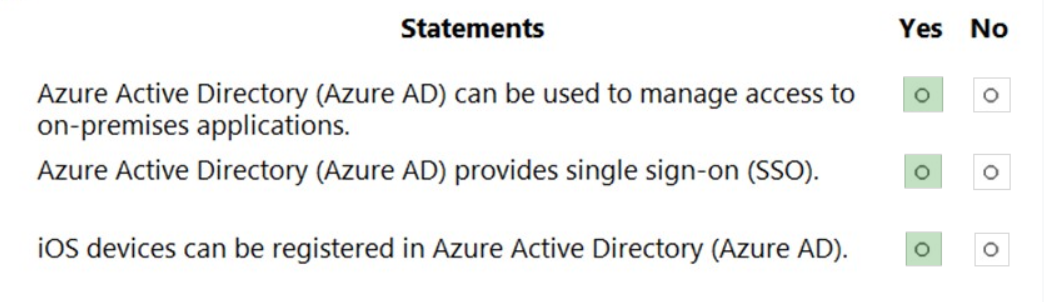 Statements Yes No
Azure Active Directory (Azure AD) can be used to manage access to
on-premises applications.
Azure Active Directory (Azure AD) provides single sign-on (SSO).
iOS devices can be registered in Azure Active Directory (Azure AD).